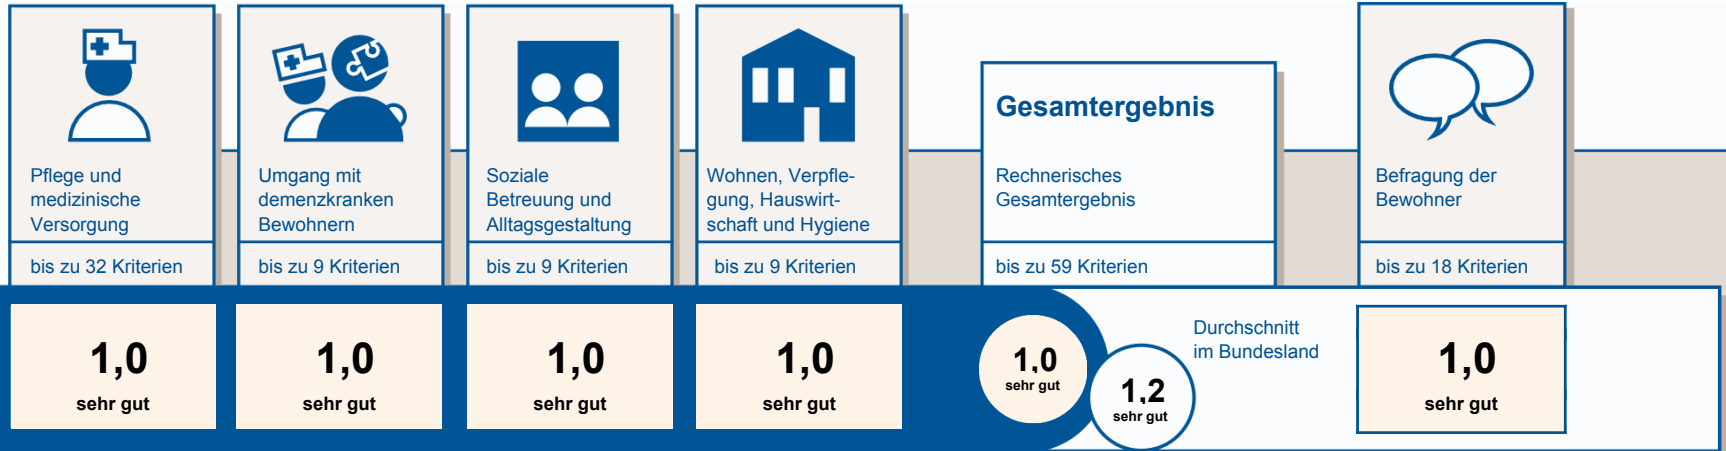 Pflege und
medizinische
Versorgung
bis zu 32 Kriterien
1,0
sehr gut
Umgang mit
demenzkranken
Bewohnern
bis zu 9 Kriterien
1,0
sehr gut
Soziale
Betreuung und
Alltagsgestaltung
bis zu 9 Kriterien
1,0
sehr gut
Wohnen, Verpfle-
gung, Hauswirt-
schaft und Hygiene
bis zu 9 Kriterien
1,0
sehr gut
Gesamtergebnis
Rechnerisches
Gesamtergebnis
bis zu 59 Kriterien
1,0
sehr gut
Durchschnitt
im Bundesland
1,2
sehr gut
Befragung der
Bewohner
bis zu 18 Kriterien
1,0
sehr gut